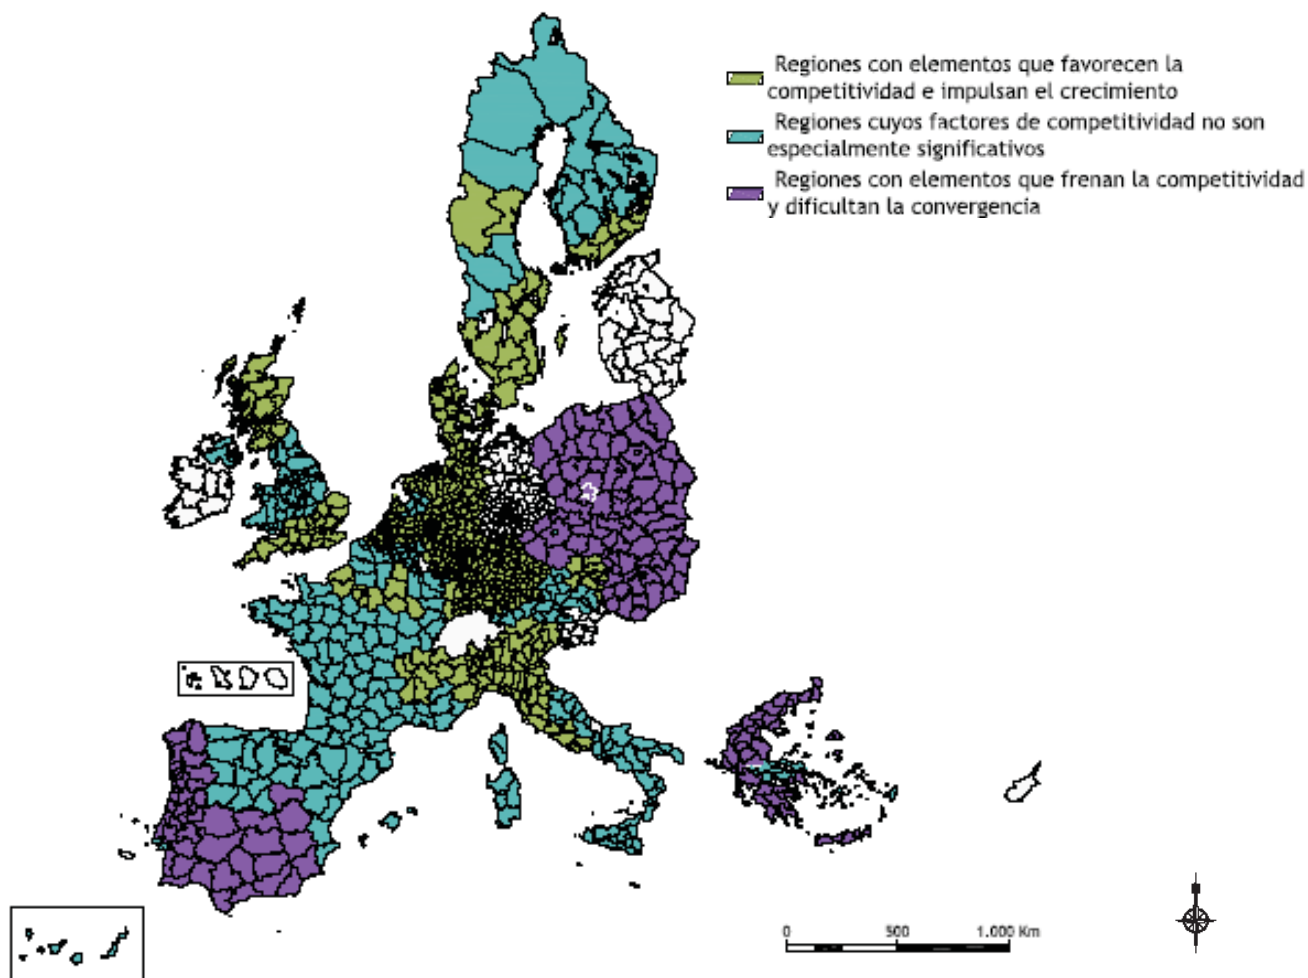 Regiones con elementos que favorecen la
competitividad e impulsan el crecimiento
Regiones cuyos factores de competitividad no son
especialmente significativos
Regiones con elementos que frenan la competitividad
y dificultan la convergencia
0 500 1.000 Km